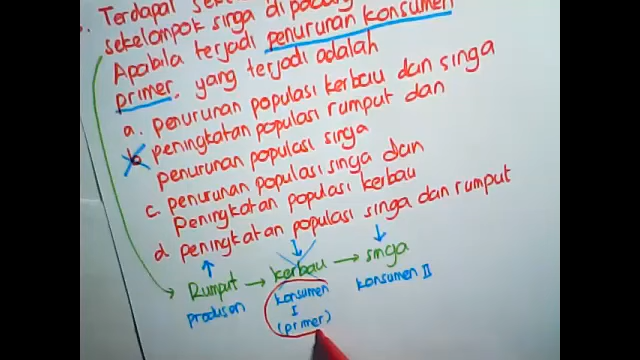 Terdapat
sekelompok singa di padang
Apabila terjadi penurunan konsumen
primer, yang terjadi adalah
a. penurunan populasi kerbau dan singa
b. peningkatan populasi rumput dan
penurunan populasi singa
c. penurunan populasi singa dan
Peningkatan populasi kerbau
d. peningkatan populasi singa dan rumput
Rumput → kerbau → singa
produsen
konsumen
I
(primer)
konsumen II